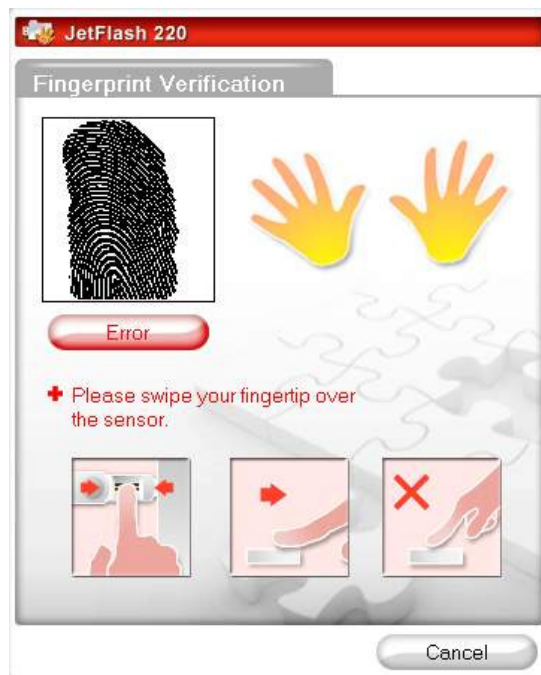 JetFlash 220
Fingerprint Verification
Error
Please swipe your fingertip over
the sensor.
Cancel